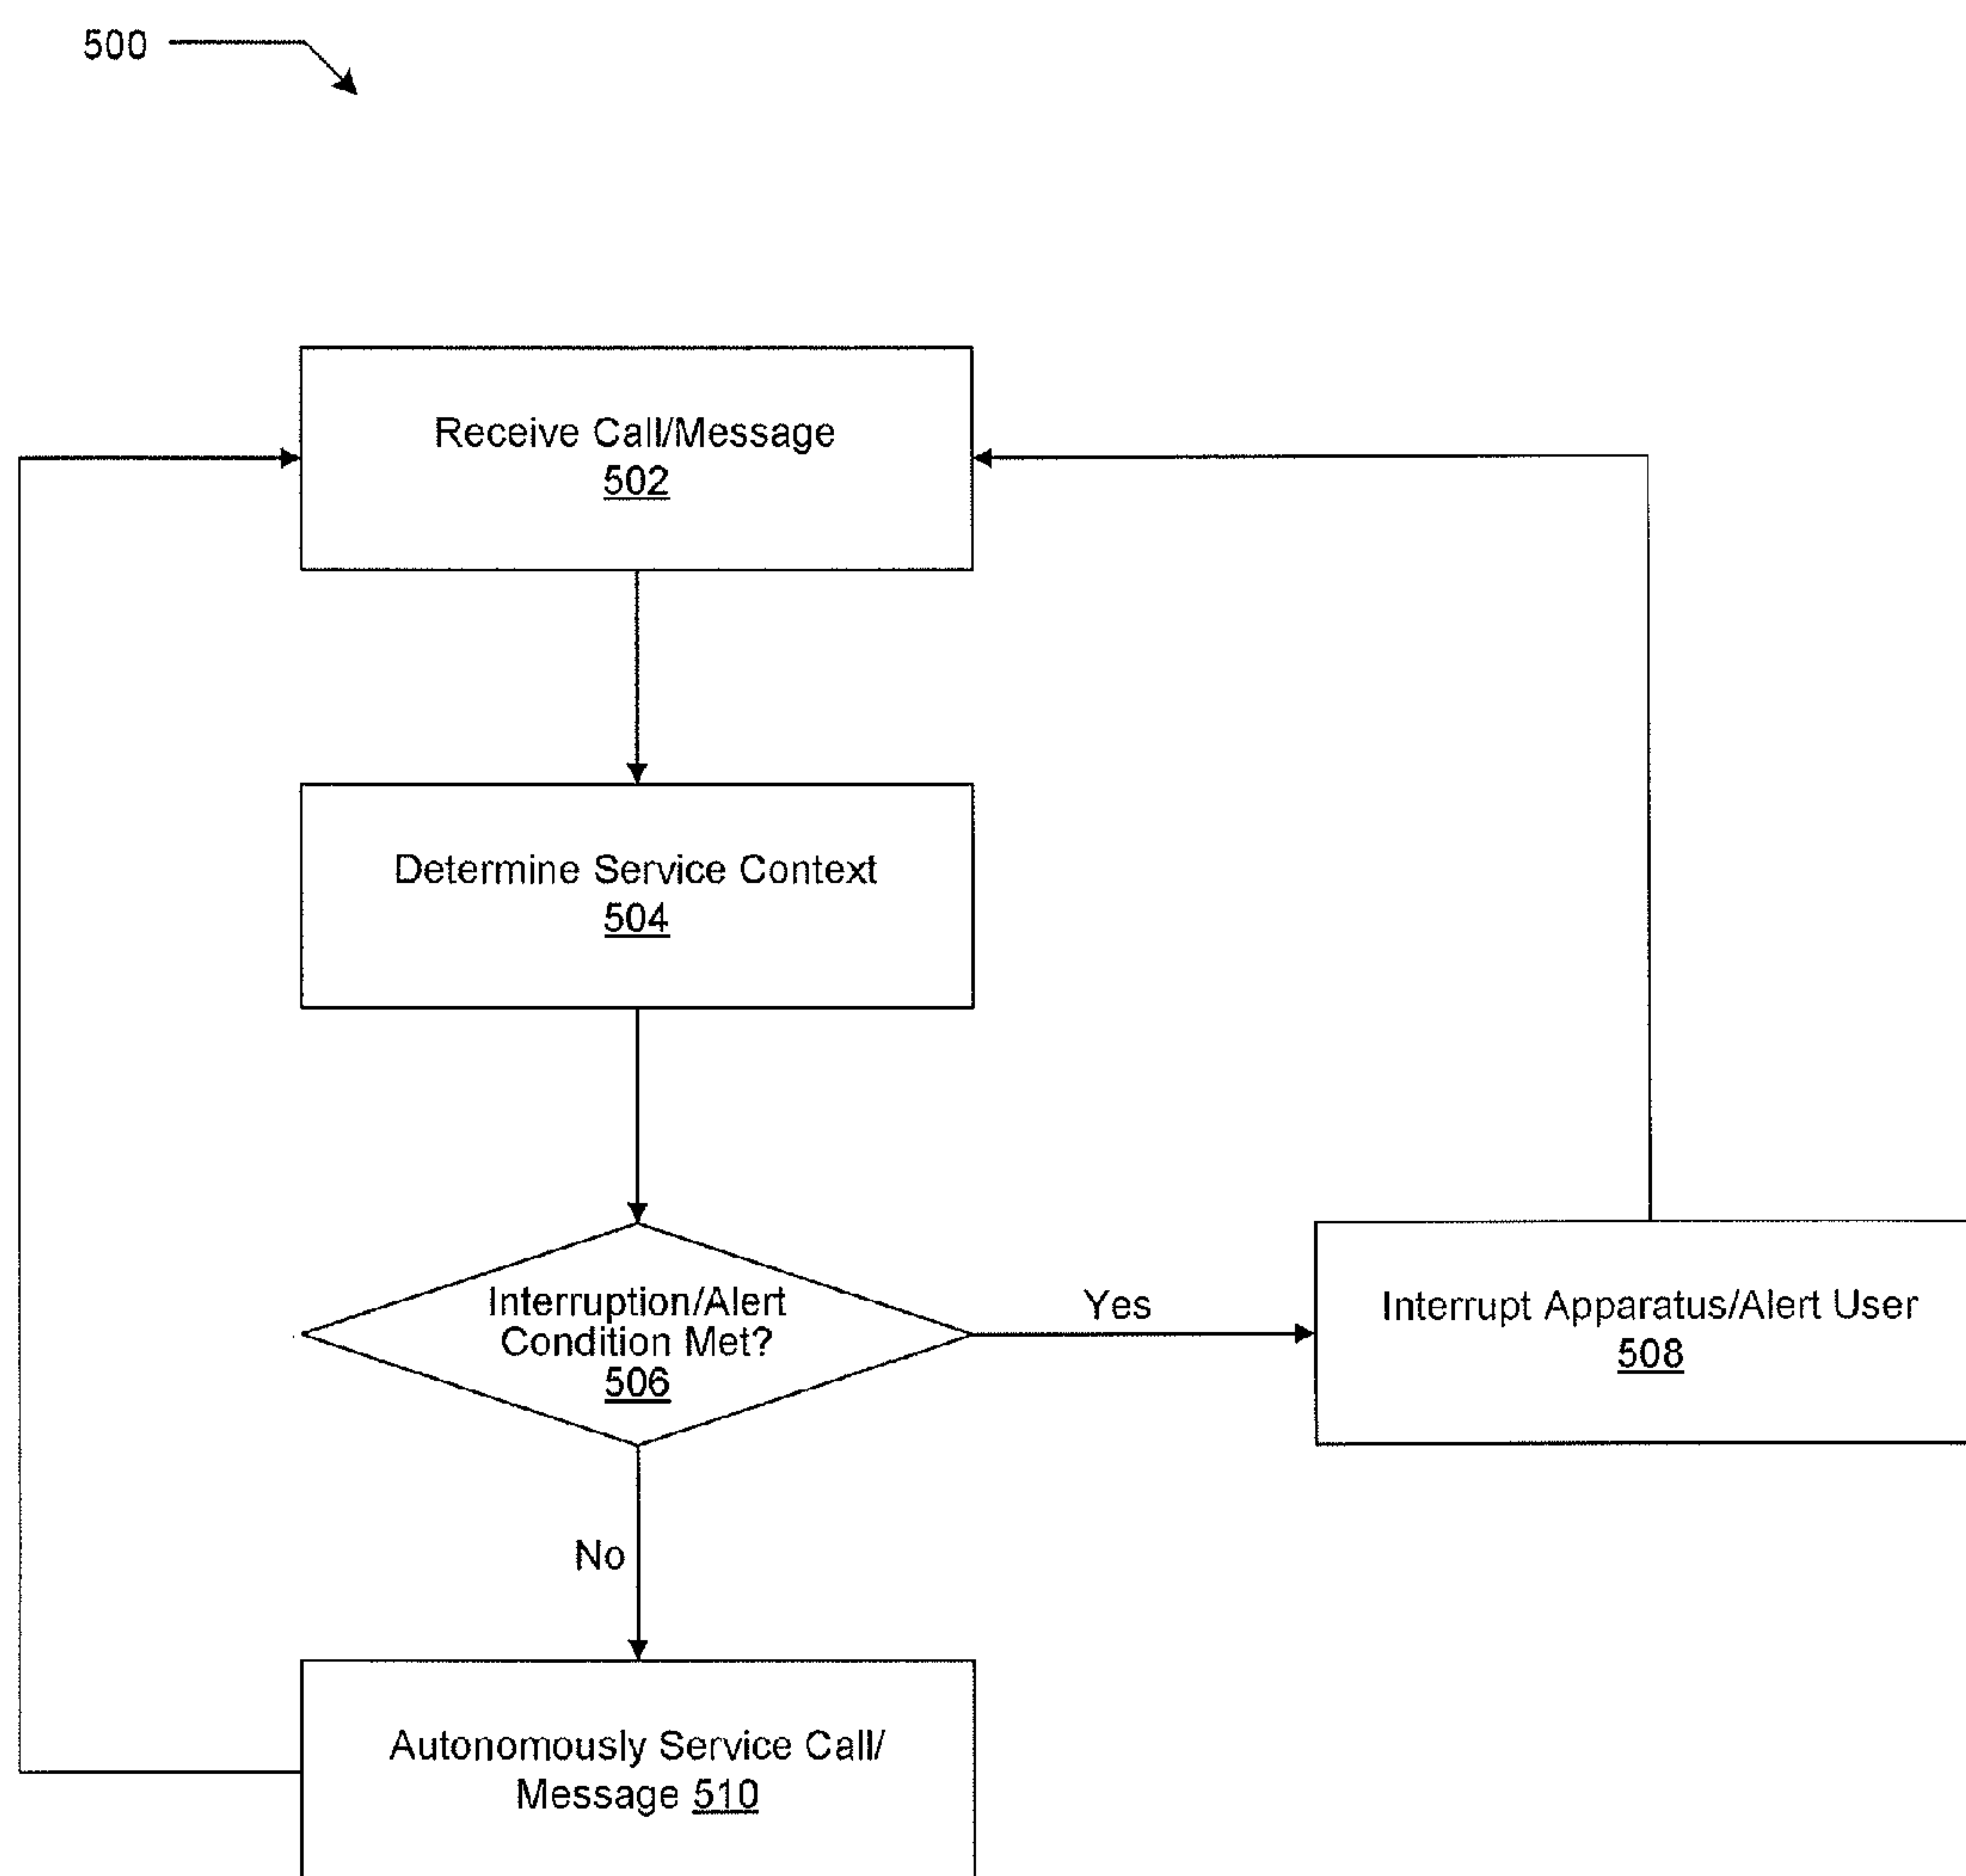 500
Receive Call/Message
502
Determine Service Context
504
Interruption/Alert
Condition Met?
506
Yes
Interrupt Apparatus/Alert User
508
No
Autonomously Service Call/
Message 510